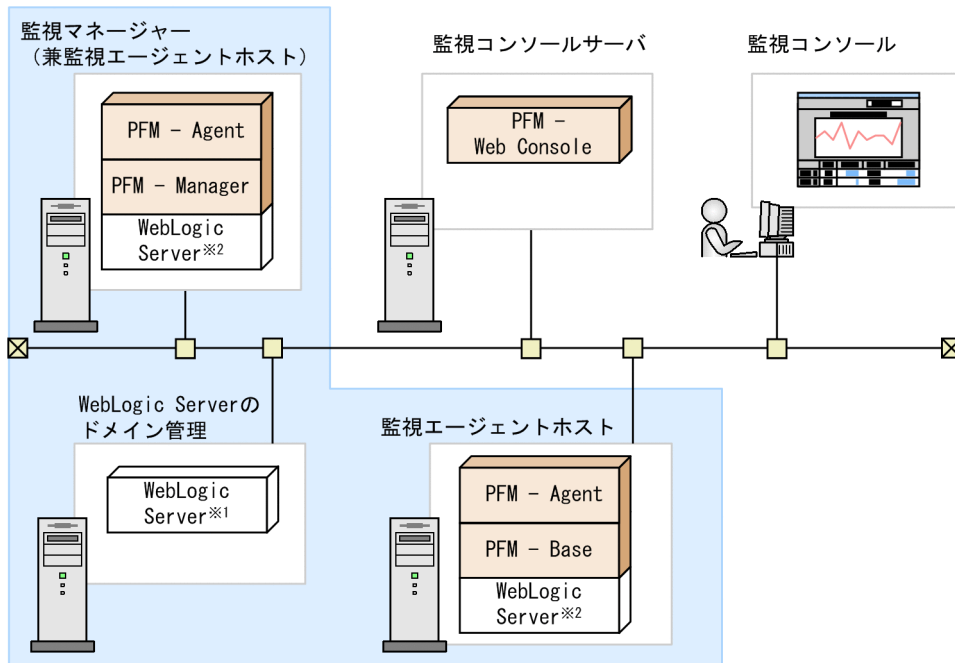 監視マネージャー
（兼監視エージェントホスト）
PFM － Agent
PFM － Manager
WebLogic
Server※2
監視コンソールサーバ
PFM －
Web Console
監視コンソール
WebLogic Serverの
ドメイン管理
WebLogic
Server※1
監視エージェントホスト
PFM － Agent
PFM － Base
WebLogic
Server※2